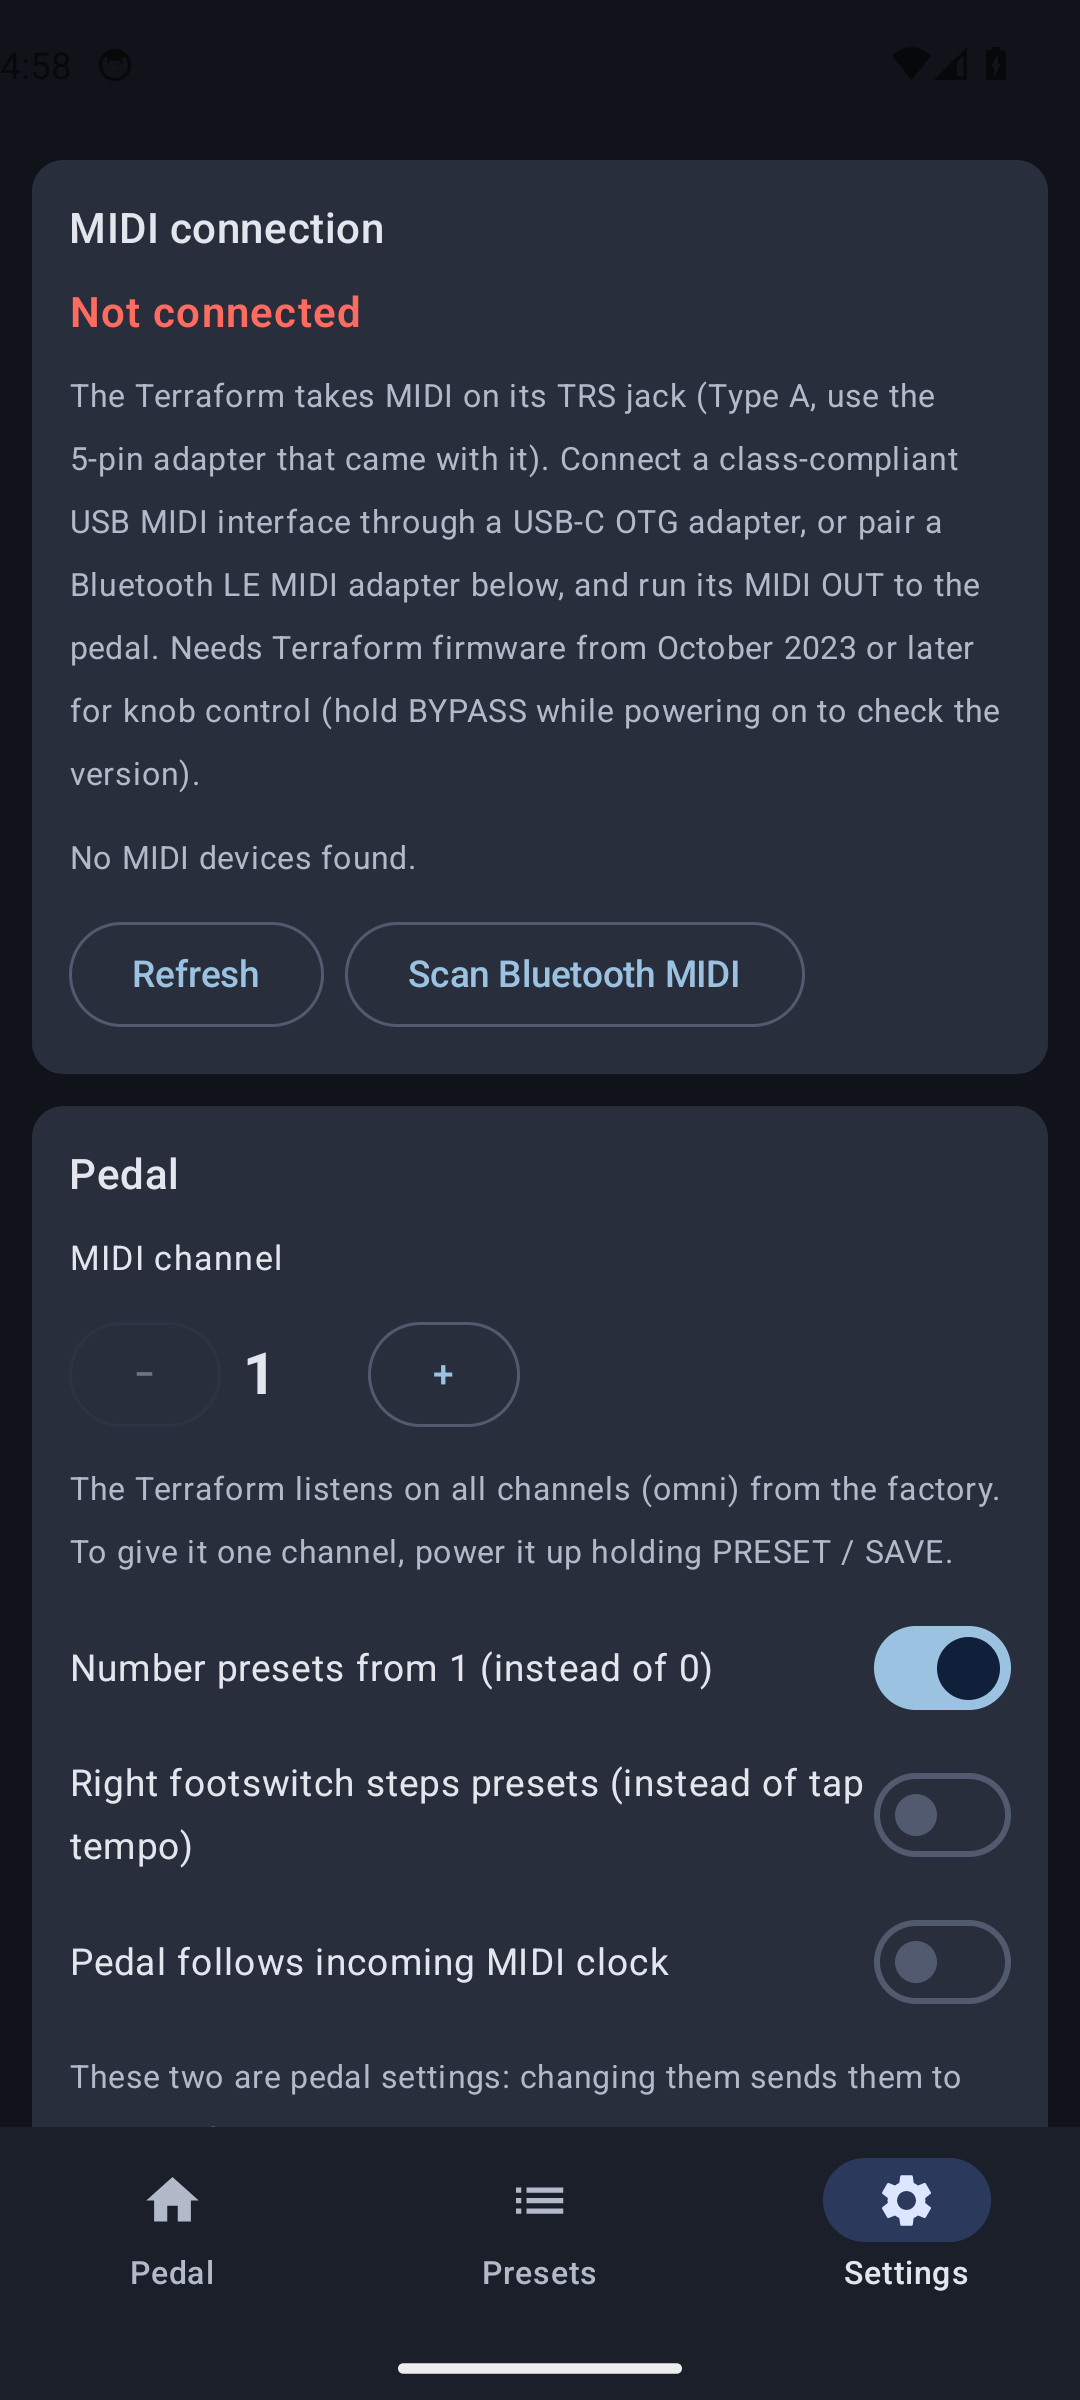 4:58
MIDI connection
Not connected
The Terraform takes MIDI on its TRS jack (Type A, use the
5-pin adapter that came with it). Connect a class-compliant
USB MIDI interface through a USB-C OTG adapter, or pair a
Bluetooth LE MIDI adapter below, and run its MIDI OUT to the
pedal. Needs Terraform firmware from October 2023 or later
for knob control (hold BYPASS while powering on to check the
version).
No MIDI devices found.
Refresh
Scan Bluetooth MIDI
Pedal
MIDI channel
− 1 +
The Terraform listens on all channels (omni) from the factory.
To give it one channel, power it up holding PRESET / SAVE.
Number presets from 1 (instead of 0)
Right footswitch steps presets (instead of tap
tempo)
Pedal follows incoming MIDI clock
These two are pedal settings: changing them sends them to
Pedal
Presets
Settings